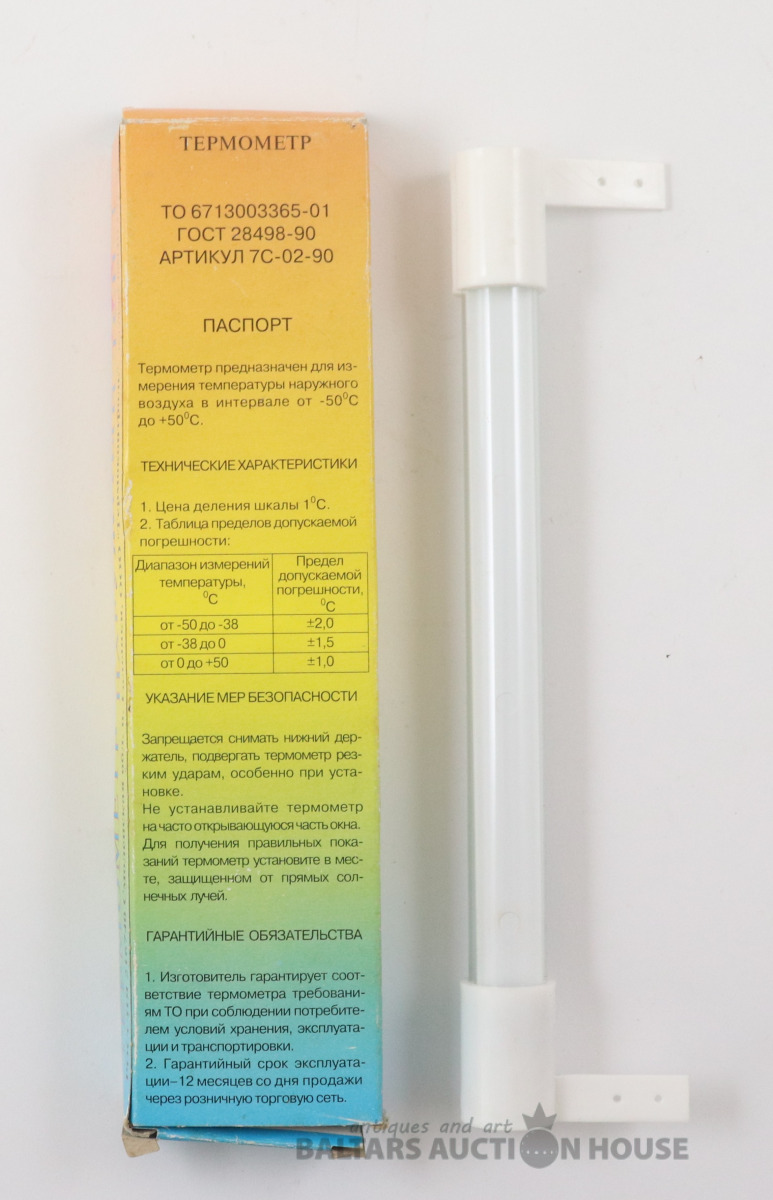 ТЕРМОМЕТР
ТО 6713003365-01
ГОСТ 28498-90
АРТИКУЛ 7С-02-90
ПАСПОРТ
Термометр предназначен для из-
мерения температуры наружного
воздуха в интервале от -50⁰С
до +50⁰С.
ТЕХНИЧЕСКИЕ ХАРАКТЕРИСТИКИ
1. Цена деления шкалы 1⁰С.
2. Таблица пределов допускаемой
погрешности:
Диапазон измерений
температуры,
⁰С
Предел
допускаемой
погрешности,
⁰С
от -50 до -38 ±2,0
от -38 до 0 ±1,5
от 0 до +50 ±1,0
УКАЗАНИЕ МЕР БЕЗОПАСНОСТИ
Запрещается снимать нижний дер-
жатель, подвергать термометр рез-
ким ударам, особенно при уста-
новке.
Не устанавливайте термометр
на часто открывающуюся часть окна.
Для получения правильных пока-
заний термометр установите в мес-
те, защищенном от прямых сол-
нечных лучей.
ГАРАНТИЙНЫЕ ОБЯЗАТЕЛЬСТВА
1. Изготовитель гарантирует соот-
ветствие термометра требовани-
ям ТО при соблюдении потребите-
лем условий хранения, эксплуата-
ции и транспортировки.
2. Гарантийный срок эксплуата-
ции–12 месяцев со дня продажи
через розничную торговую сеть.
antiques and art
BALTARS AUCTION HOUSE